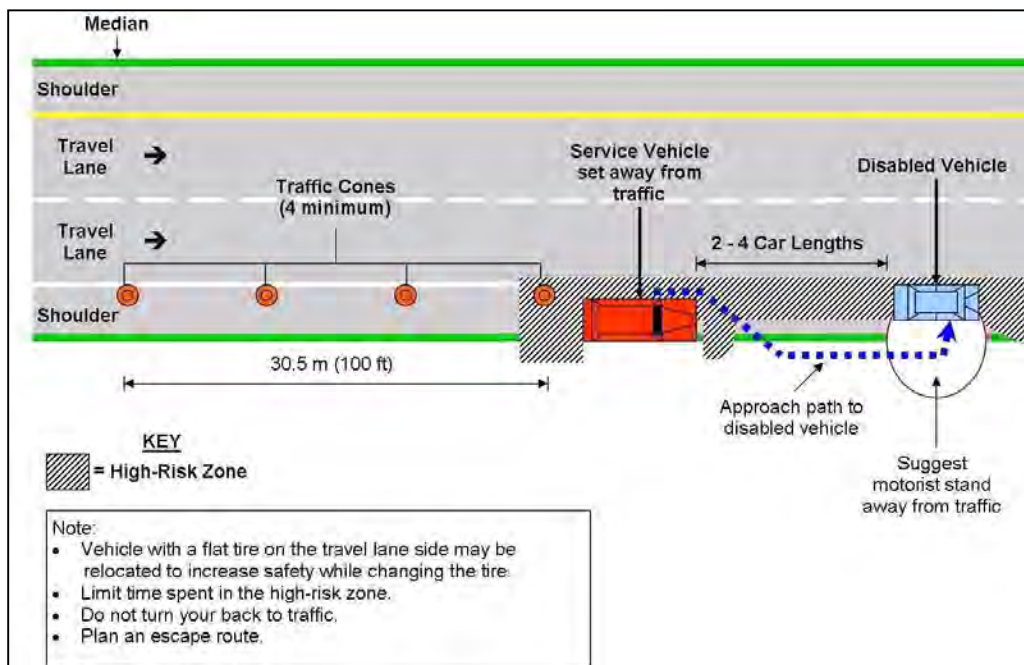 Median
Shoulder
Travel
Lane
Service Vehicle
set away from
traffic
Disabled Vehicle
Traffic Cones
(4 minimum)
Travel
Lane
2 - 4 Car Lengths
Shoulder
30.5 m (100 ft)
Approach path to
disabled vehicle
KEY
= High-Risk Zone
Suggest
motorist stand
away from traffic
Note:
• Vehicle with a flat tire on the travel lane side may be
relocated to increase safety while changing the tire
• Limit time spent in the high-risk zone.
• Do not turn your back to traffic.
• Plan an escape route.